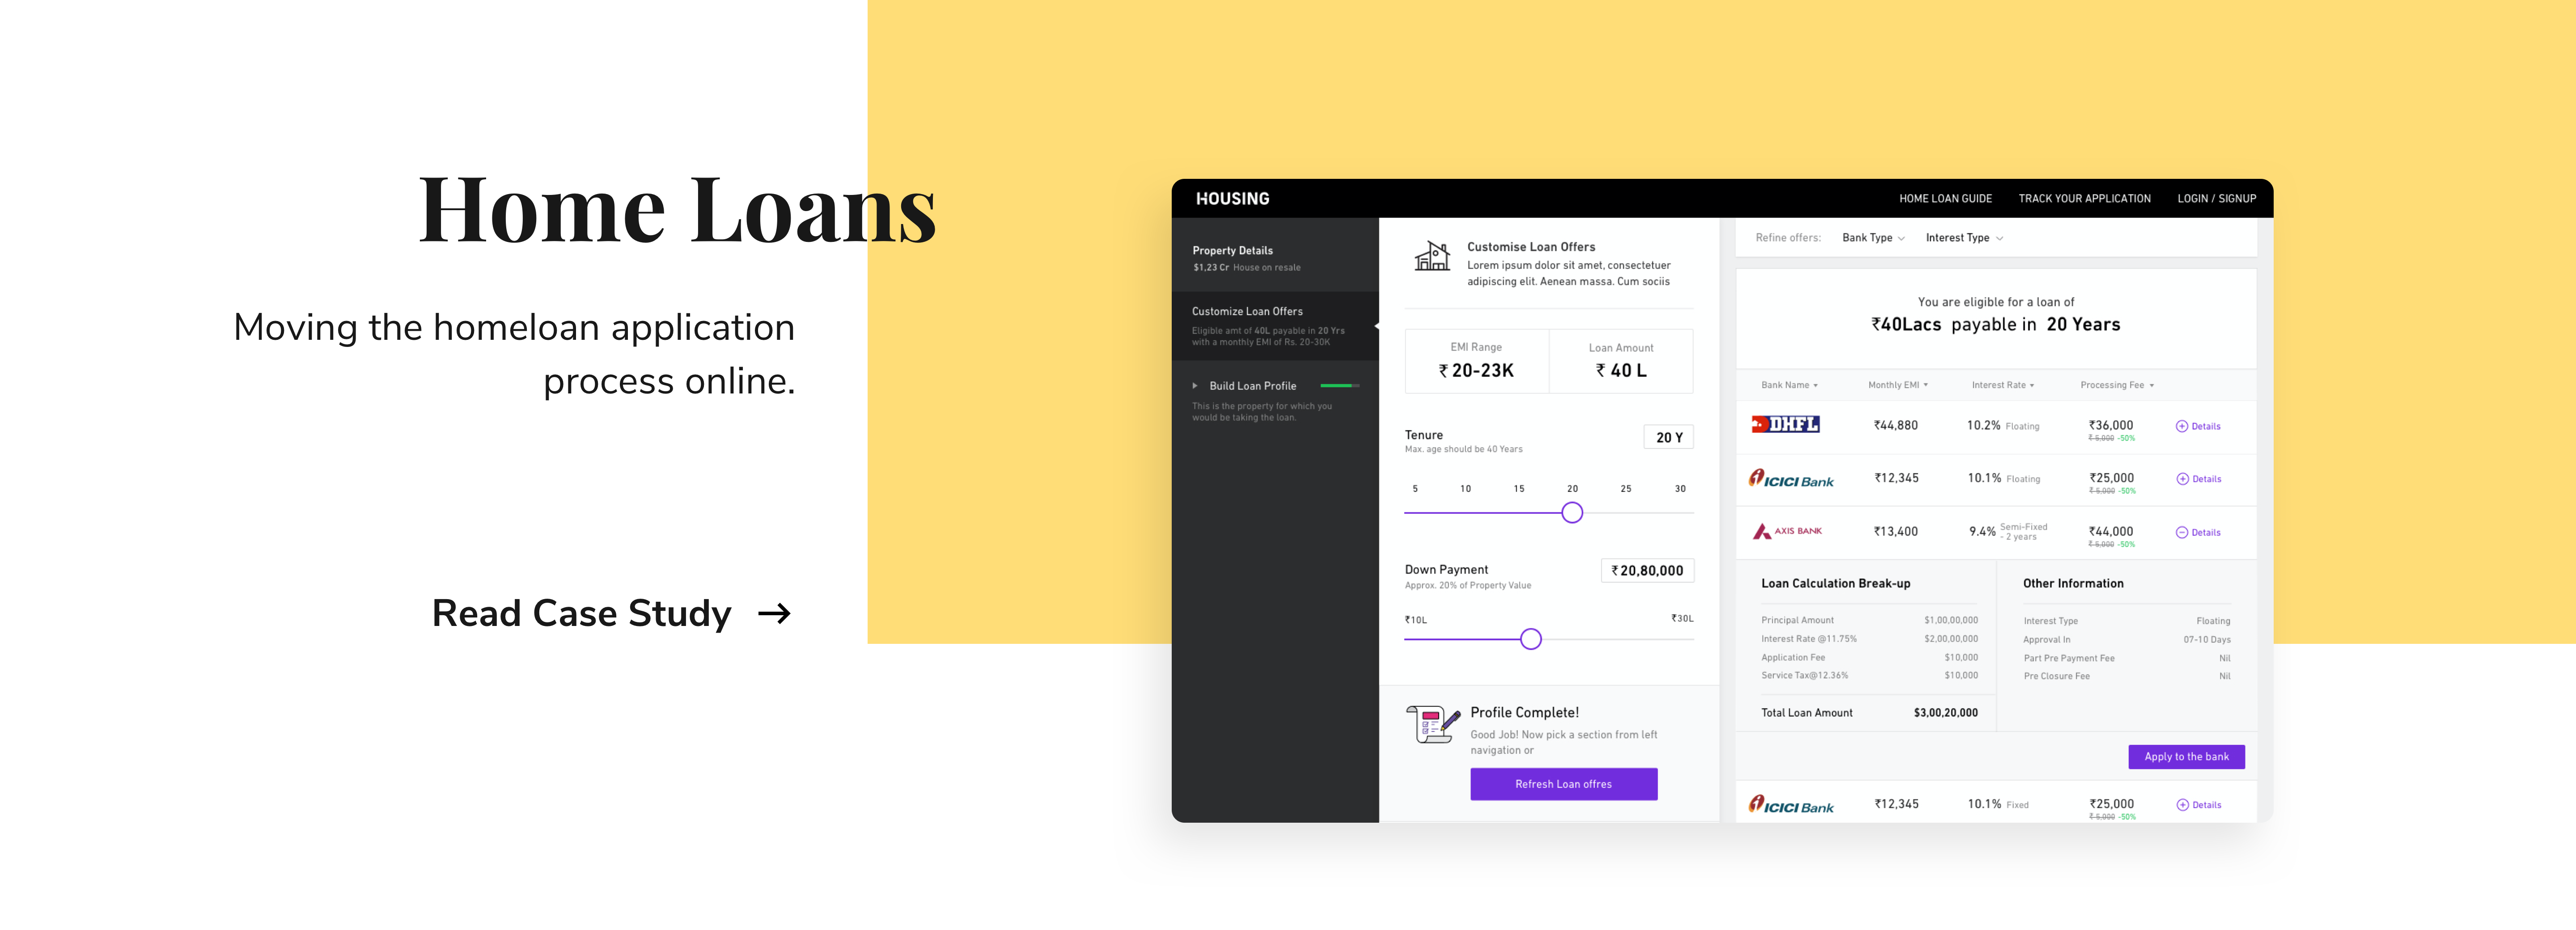 Home Loans
Moving the homeloan application
process online.
Read Case Study →
HOUSING
HOME LOAN GUIDE
TRACK YOUR APPLICATION
LOGIN / SIGNUP
Property Details
$1,23 Cr House on resale
Customize Loan Offers
Eligible amt of 40L payable in 20 Yrs
with a monthly EMI of Rs. 20-30K
Build Loan Profile
This is the property for which you
would be taking the loan.
Customise Loan Offers
Lorem ipsum dolor sit amet, consectetuer
adipiscing elit. Aenean massa. Cum sociis
EMI Range
₹ 20-23K
Loan Amount
₹ 40 L
Tenure
20 Y
Max. age should be 40 Years
5 10 15 20 25 30
Down Payment
₹ 20,80,000
Approx. 20% of Property Value
₹10L ₹30L
Profile Complete!
Good Job! Now pick a section from left
navigation or
Refresh Loan offres
Refine offers: Bank Type Interest Type
You are eligible for a loan of
₹40Lacs payable in 20 Years
Bank Name Monthly EMI Interest Rate Processing Fee
DHFL ₹44,880 10.2% Floating ₹36,000 Details
₹ 5,000 -50%
ICICI Bank ₹12,345 10.1% Floating ₹25,000 Details
₹ 5,000 -50%
AXIS BANK ₹13,400 9.4% Semi-Fixed
- 2 years ₹44,000 Details
₹ 5,000 -50%
Loan Calculation Break-up
Principal Amount $1,00,00,000
Interest Rate @11.75% $2,00,00,000
Application Fee $10,000
Service Tax@12.36% $10,000
Total Loan Amount $3,00,20,000
Other Information
Interest Type Floating
Approval In 07-10 Days
Part Pre Payment Fee Nil
Pre Closure Fee Nil
Apply to the bank
ICICI Bank ₹12,345 10.1% Fixed ₹25,000 Details
₹ 5,000 -50%